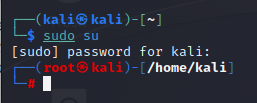 ┌──(kali㉿kali)-[~]
└─$ sudo su
[sudo] password for kali:
┌──(root㉿kali)-[/home/kali]
└─#